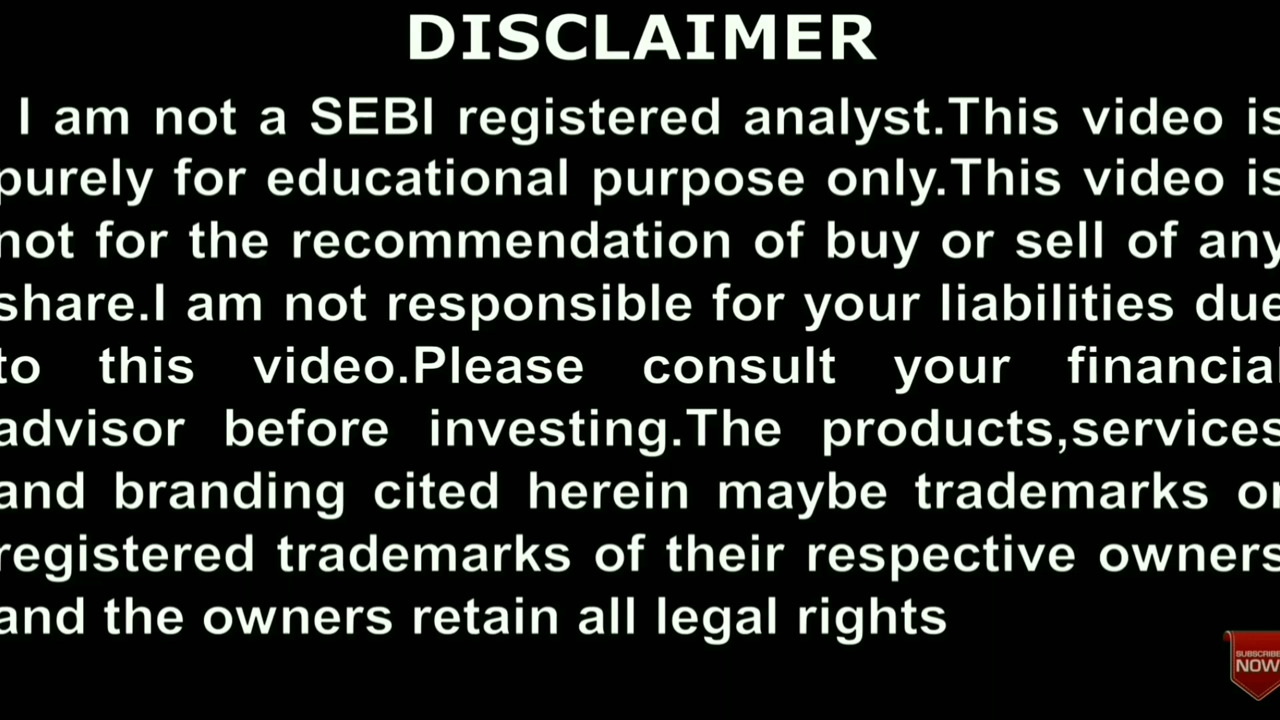 DISCLAIMER
I am not a SEBI registered analyst.This video is
purely for educational purpose only.This video is
not for the recommendation of buy or sell of any
share.I am not responsible for your liabilities due
to this video.Please consult your financial
advisor before investing.The products,services
and branding cited herein maybe trademarks or
registered trademarks of their respective owners
and the owners retain all legal rights
SUBSCRIBE
NOW